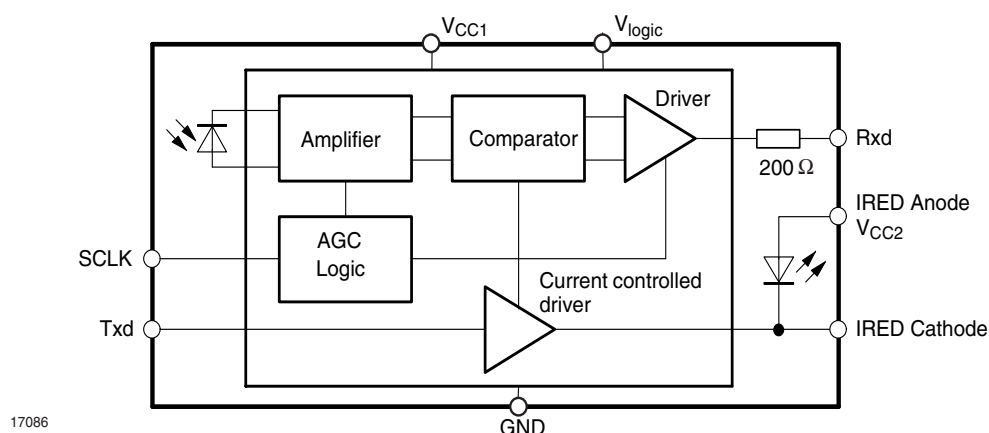 VCC1
Vlogic
Driver
Amplifier
Comparator
Rxd
200 Ω
IRED Anode
VCC2
AGC
Logic
SCLK
Current controlled
driver
Txd
IRED Cathode
17086
GND